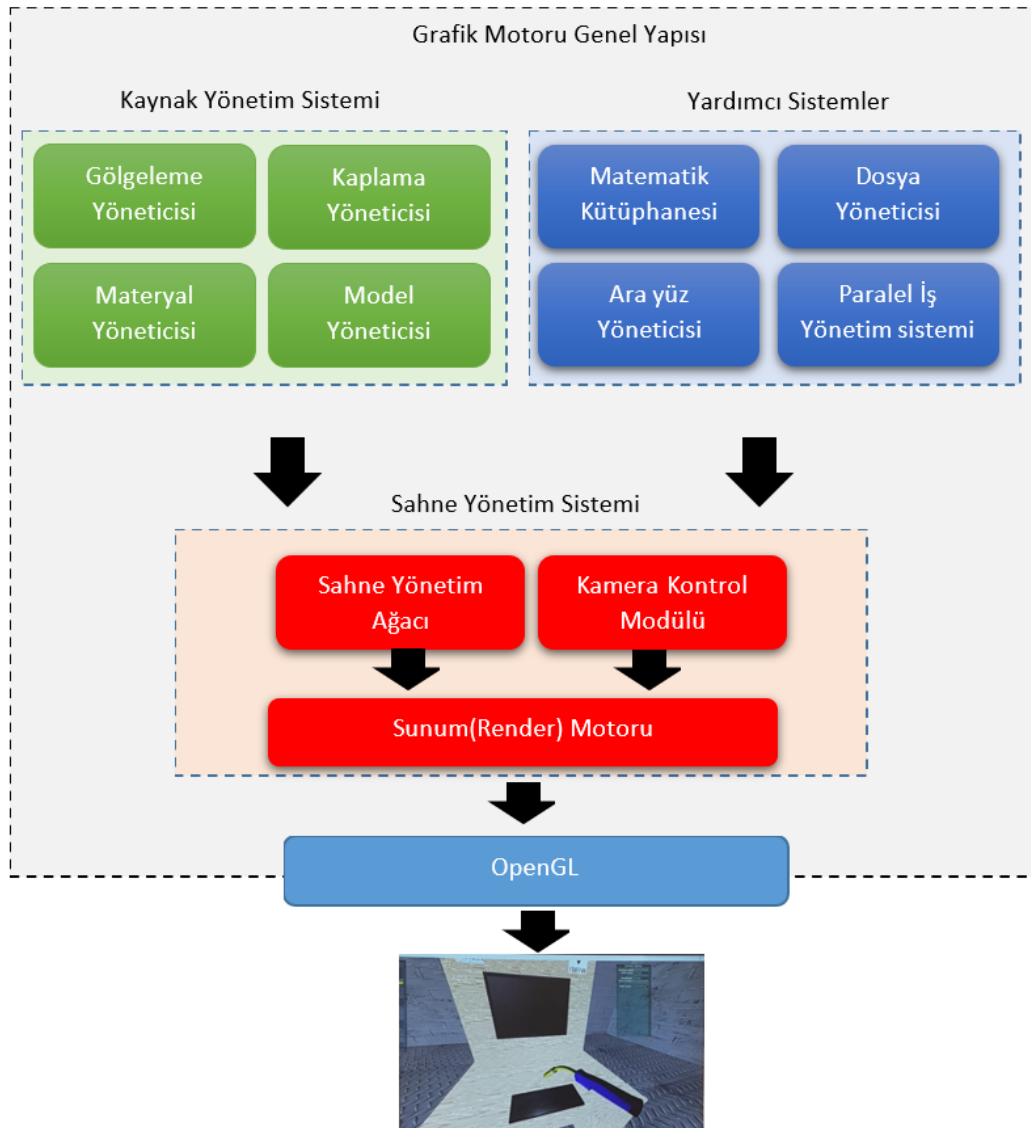 Grafik Motoru Genel Yapısı
Kaynak Yönetim Sistemi
Gölgeleme
Yöneticisi
Kaplama
Yöneticisi
Materyal
Yöneticisi
Model
Yöneticisi
Yardımcı Sistemler
Matematik
Kütüphanesi
Dosya
Yöneticisi
Ara yüz
Yöneticisi
Paralel İş
Yönetim sistemi
Sahne Yönetim Sistemi
Sahne Yönetim
Ağacı
Kamera Kontrol
Modülü
Sunum(Render) Motoru
OpenGL